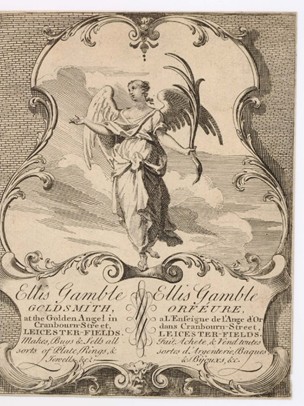 Ellis Gamble
GOLDSMITH,
at the Golden Angel in
Cranbourn-Street,
LEICESTER-FIELDS.
Makes, Buys & Sells all
sorts of Plate, Rings, &
Jewells, &c.
Ellis Gamble
ORFEURE,
a L'Enseigne de l'Ange d'Or
dans Cranbourn-Street,
LEICESTER-FIELDS.
Fait, Achete, & Vend toutes
sortes d'Argenterie, Bagues
& Bijoux, &c.